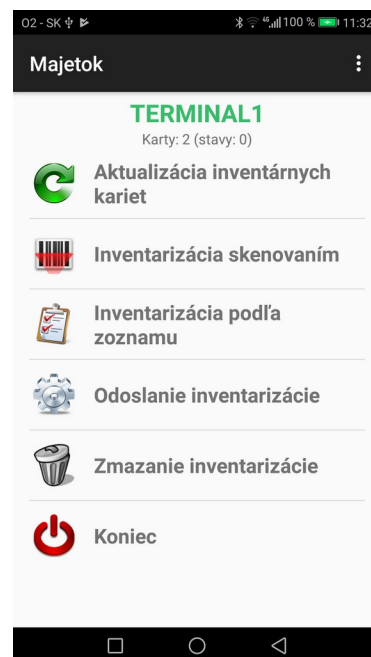 O2 - SK 100 % 11:32
Majetok
TERMINAL1
Karty: 2 (stavy: 0)
Aktualizácia inventárnych
kariet
Inventarizácia skenovaním
Inventarizácia podľa
zoznamu
Odoslanie inventarizácie
Zmazanie inventarizácie
Koniec